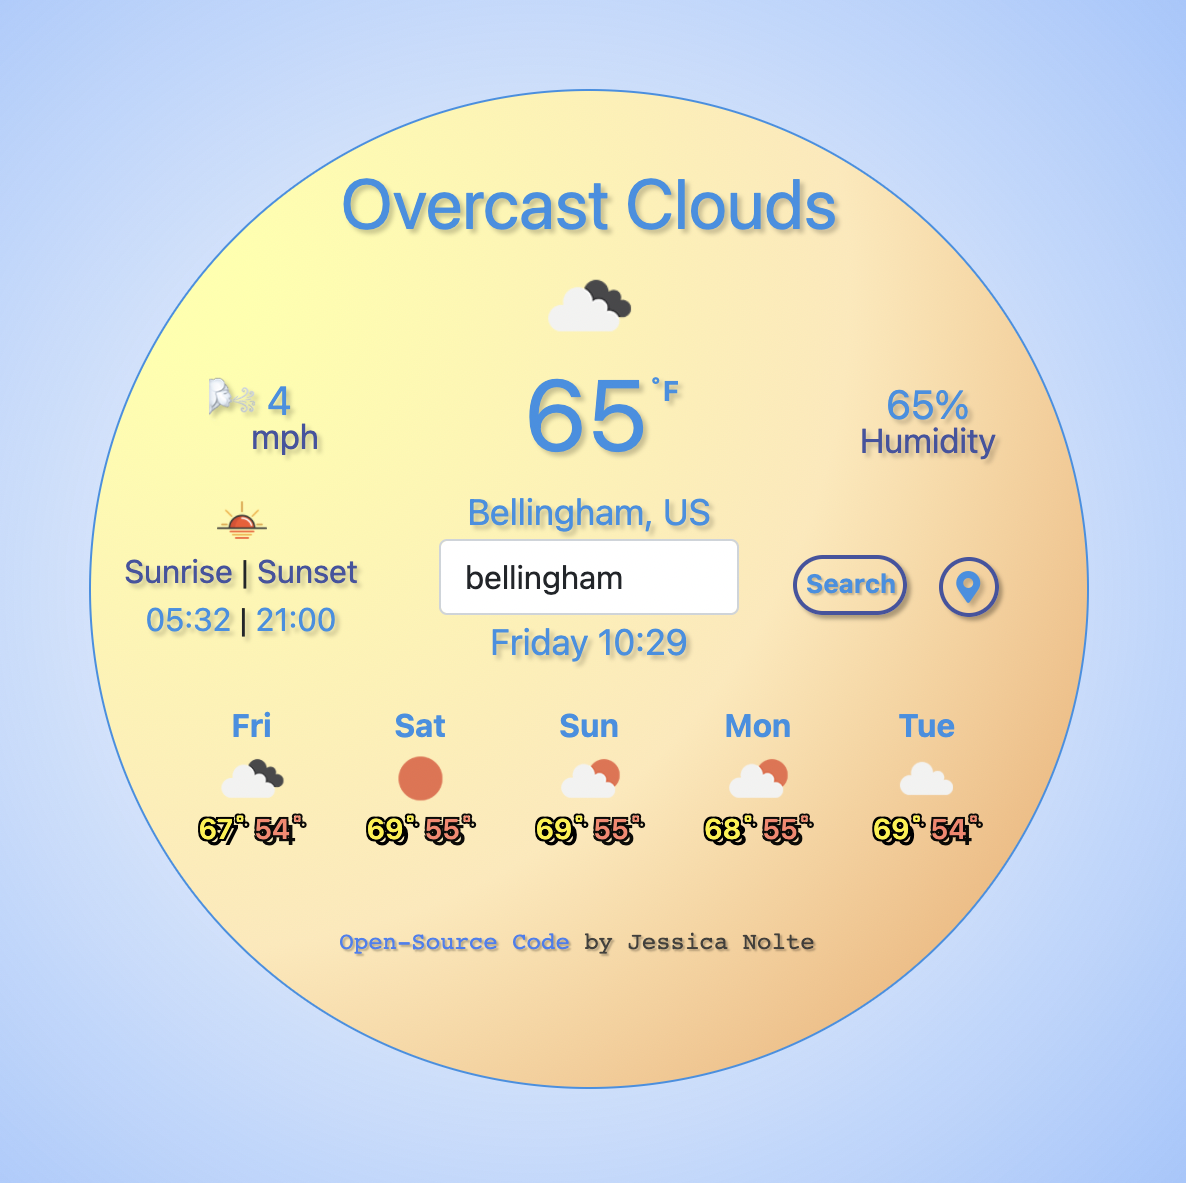 Overcast Clouds
4
mph
65°F
65%
Humidity
Sunrise | Sunset
05:32 | 21:00
Bellingham, US
bellingham
Search
Friday 10:29
Fri Sat Sun Mon Tue
67° 54° 69° 55° 69° 55° 68° 55° 69° 54°
Open-Source Code by Jessica Nolte